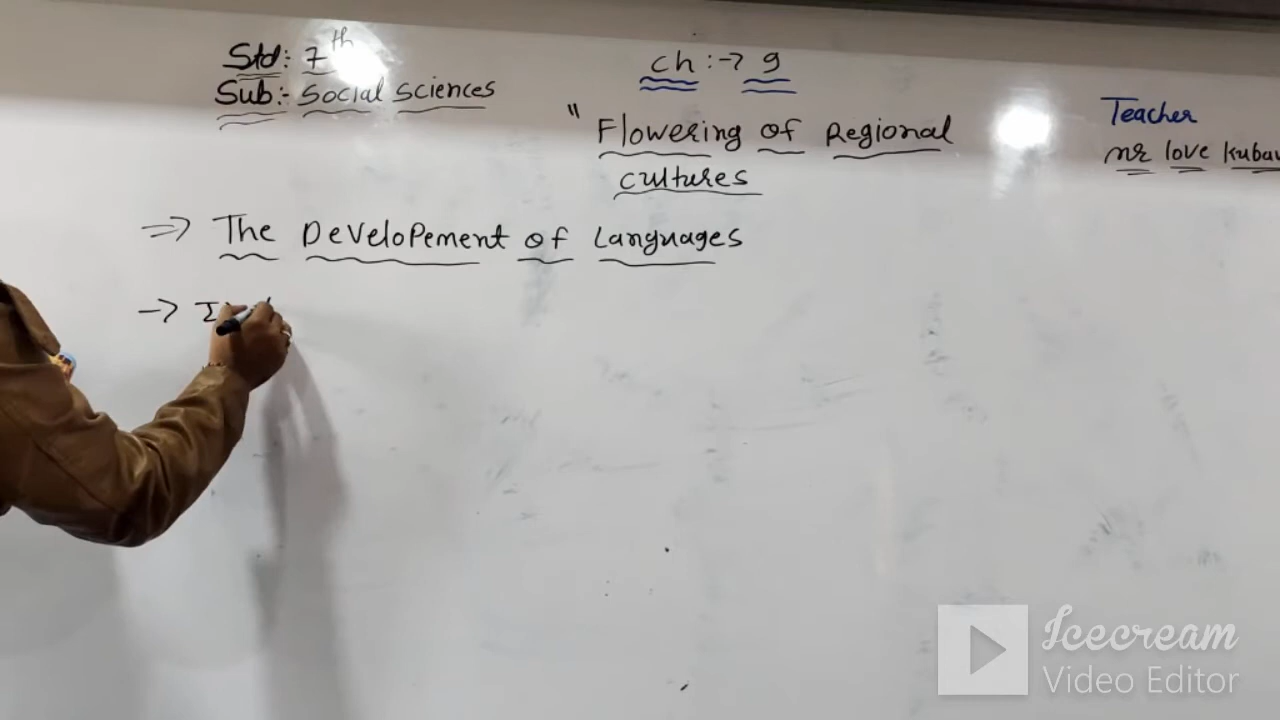 Std: 7th
Sub:- Social Sciences
ch :-> 9
" Flowering of Regional
cultures
Teacher
mr love
=> The Developement of Languages
->
Icecream
Video Editor